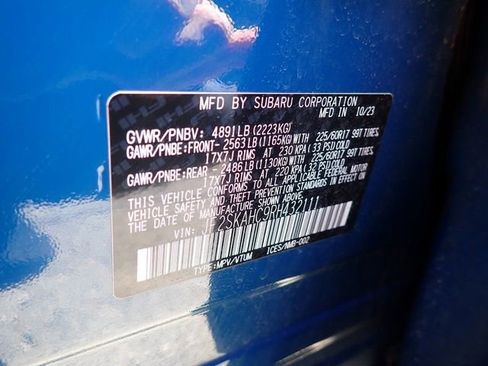 MFD BY SUBARU CORPORATION
MFD IN 10/23
GVWR/PNBV: 4891LB(2223KG)
GAWR/PNBE:FRONT-2563LB(1165KG)WITH 225/60R17 99T TIRES,
17X7J RIMS AT 230 KPA(33 PSI)COLD
GAWR/PNBE:REAR -2486LB(1130KG)WITH 225/60R17 99T TIRES,
17X7J RIMS AT 220 KPA(32 PSI)COLD
THIS VEHICLE CONFORMS TO ALL APPLICABLE FEDERAL MOTOR
VEHICLE SAFETY AND THEFT PREVENTION STANDARDS IN EFFECT ON
THE DATE OF MANUFACTURE SHOWN ABOVE.
VIN: JF2SKAHC9RH432111
TYPE:MPV/VTUM ICES/NMB-002